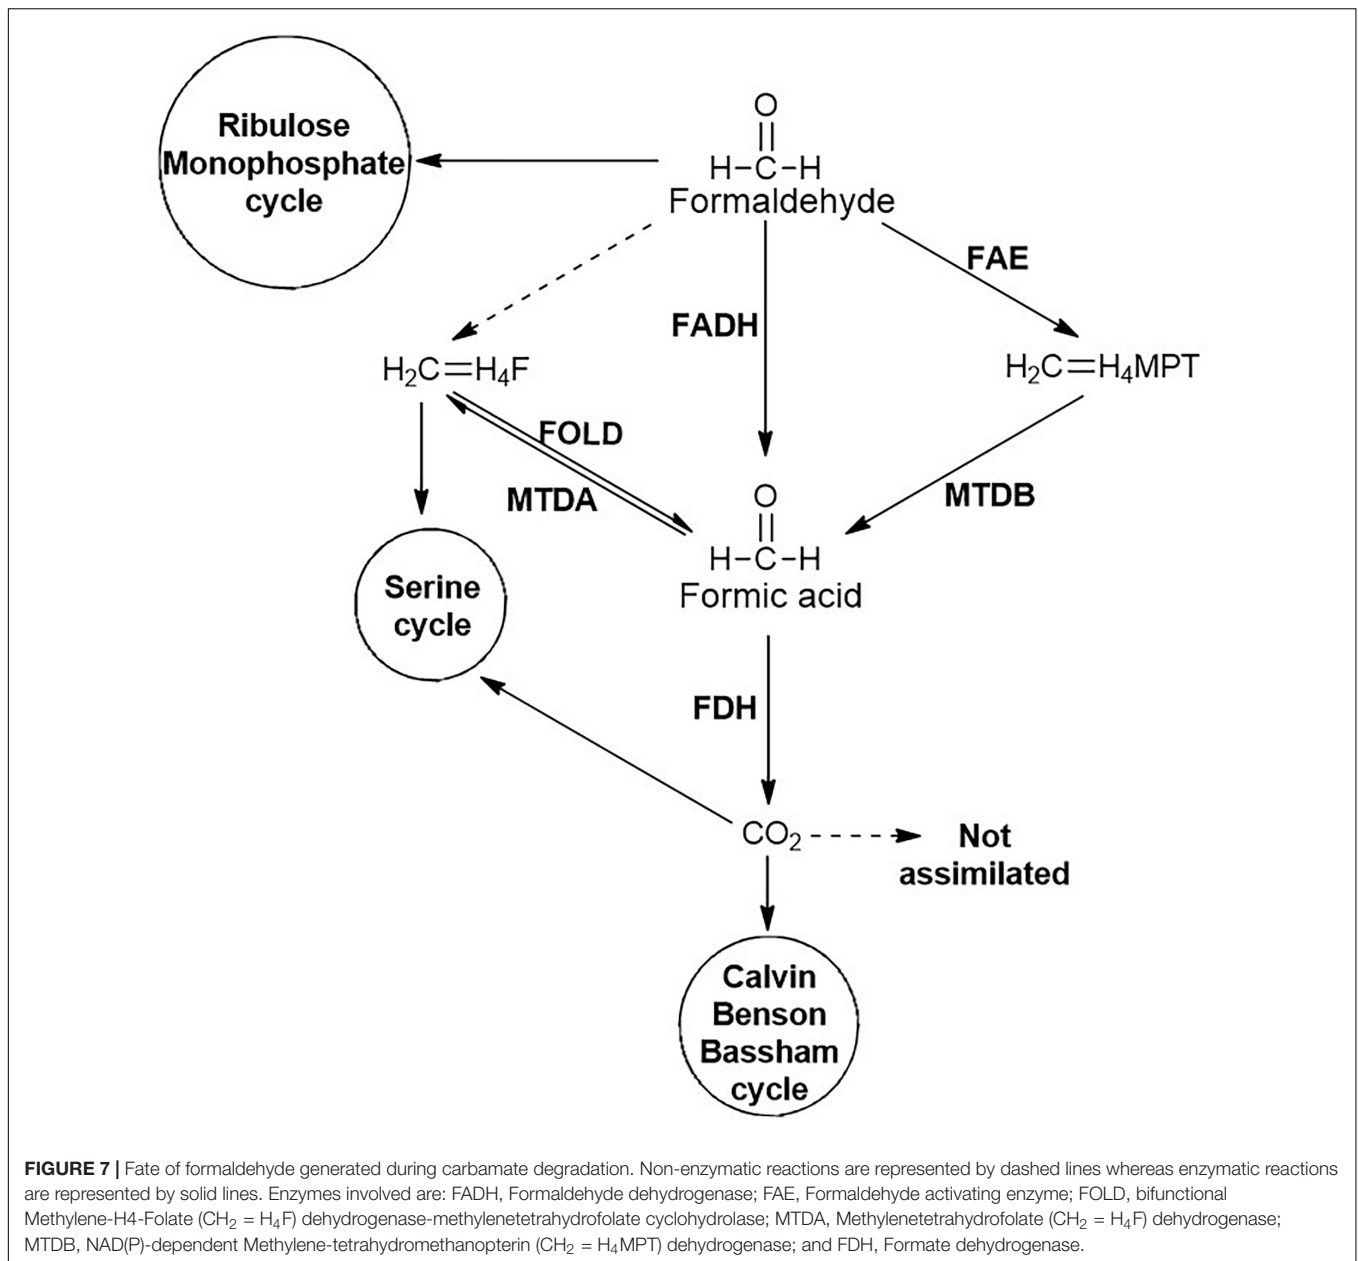 Ribulose
Monophosphate
cycle
O
H–C–H
Formaldehyde
FAE
FADH
H₂C=H₄F
H₂C=H₄MPT
FOLD
MTDA
MTDB
O
H–C–H
Formic acid
Serine
cycle
FDH
CO₂
Not
assimilated
Calvin
Benson
Bassham
cycle
FIGURE 7 | Fate of formaldehyde generated during carbamate degradation. Non-enzymatic reactions are represented by dashed lines whereas enzymatic reactions
are represented by solid lines. Enzymes involved are: FADH, Formaldehyde dehydrogenase; FAE, Formaldehyde activating enzyme; FOLD, bifunctional
Methylene-H4-Folate (CH₂ = H₄F) dehydrogenase-methylenetetrahydrofolate cyclohydrolase; MTDA, Methylenetetrahydrofolate (CH₂ = H₄F) dehydrogenase;
MTDB, NAD(P)-dependent Methylene-tetrahydromethanopterin (CH₂ = H₄MPT) dehydrogenase; and FDH, Formate dehydrogenase.